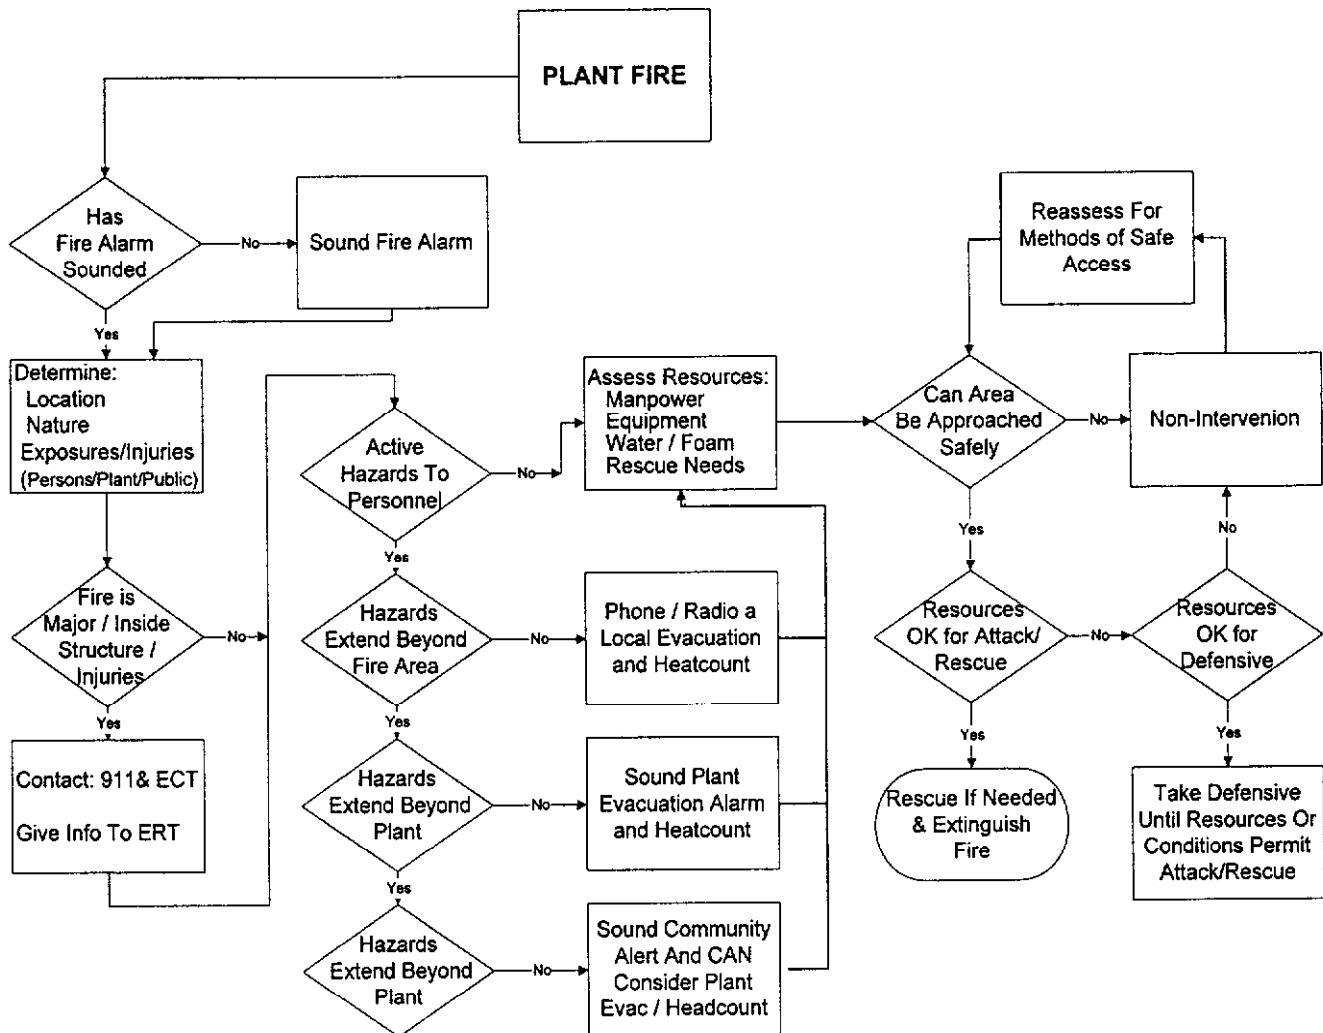 PLANT FIRE
Has
Fire Alarm
Sounded
No
Sound Fire Alarm
Yes
Determine:
Location
Nature
Exposures/Injuries
(Persons/Plant/Public)
Fire is
Major / Inside
Structure /
Injuries
No
Yes
Contact: 911& ECT
Give Info To ERT
Active
Hazards To
Personnel
No
Yes
Hazards
Extend Beyond
Fire Area
No
Yes
Hazards
Extend Beyond
Plant
No
Yes
Hazards
Extend Beyond
Plant
No
Assess Resources:
Manpower
Equipment
Water / Foam
Rescue Needs
Phone / Radio a
Local Evacuation
and Heatcount
Sound Plant
Evacuation Alarm
and Heatcount
Sound Community
Alert And CAN
Consider Plant
Evac / Headcount
Reassess For
Methods of Safe
Access
Can Area
Be Approached
Safely
No
Non-Intervenion
Yes
No
Resources
OK for Attack/
Rescue
No
Resources
OK for
Defensive
Yes
Yes
Rescue If Needed
& Extinguish
Fire
Take Defensive
Until Resources Or
Conditions Permit
Attack/Rescue